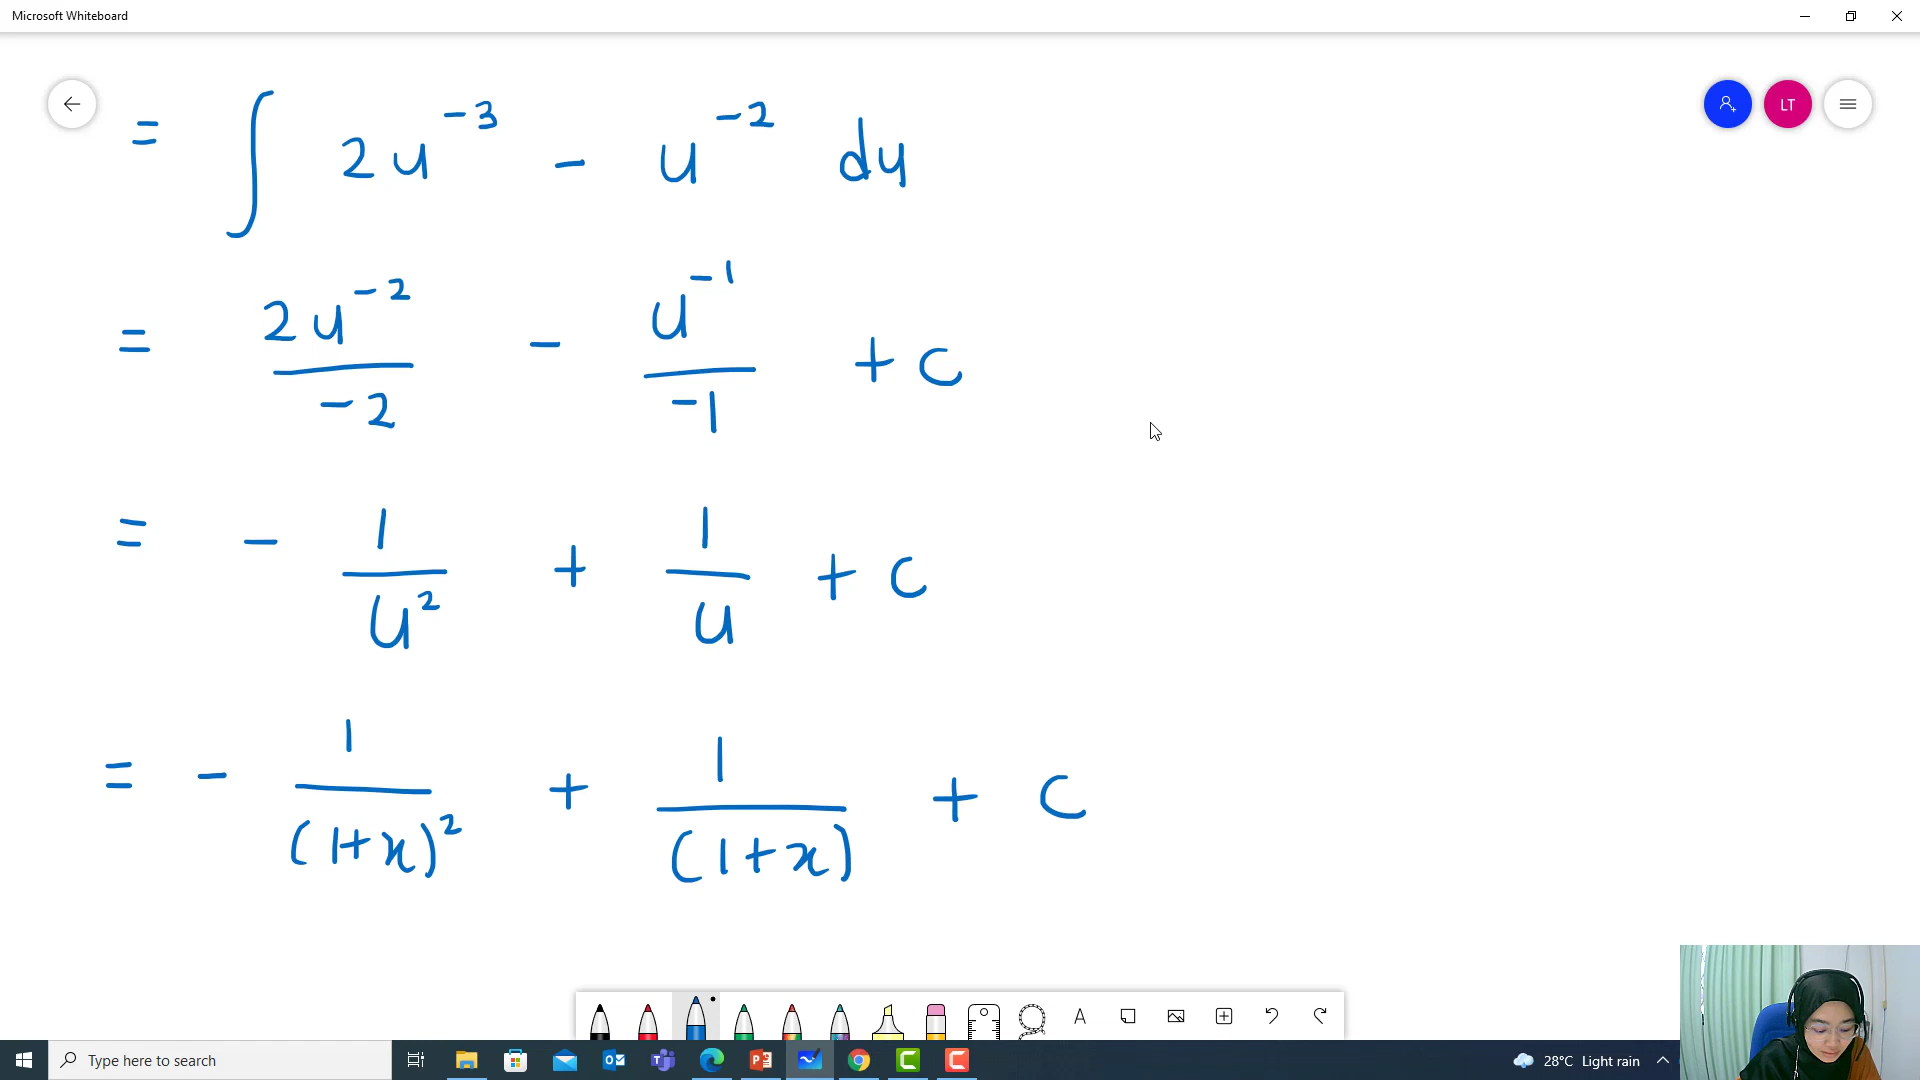 Microsoft Whiteboard
LT
= ∫ 2u⁻³ - u⁻² du
= 2u⁻²/-2 - u⁻¹/-1 + c
= - 1/u² + 1/u + c
= - 1/(1+x)² + 1/(1+x) + c
A
Type here to search
28°C Light rain